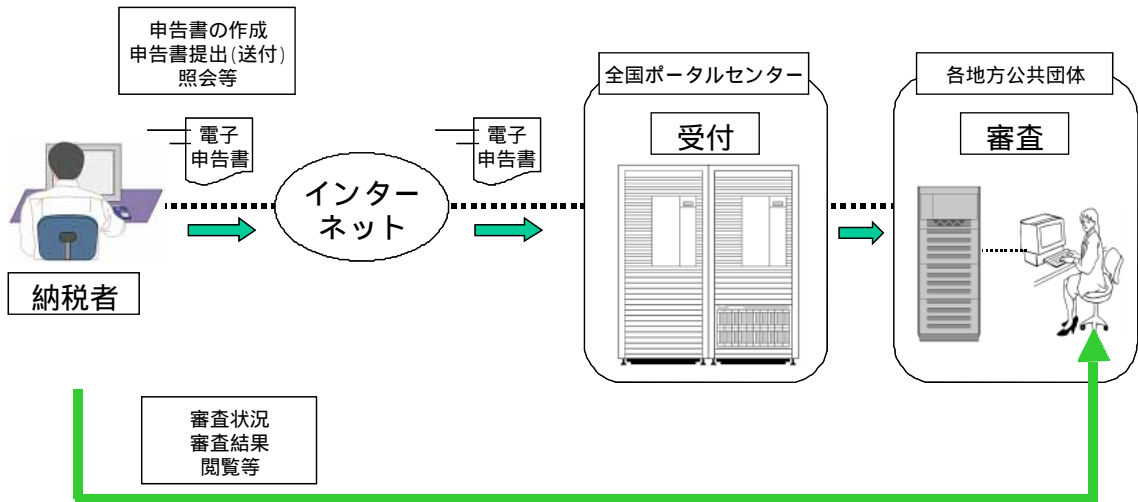 申告書の作成
申告書提出(送付)
照会等
電子
申告書
電子
申告書
インター
ネット
納税者
全国ポータルセンター
受付
各地方公共団体
審査
審査状況
審査結果
閲覧等